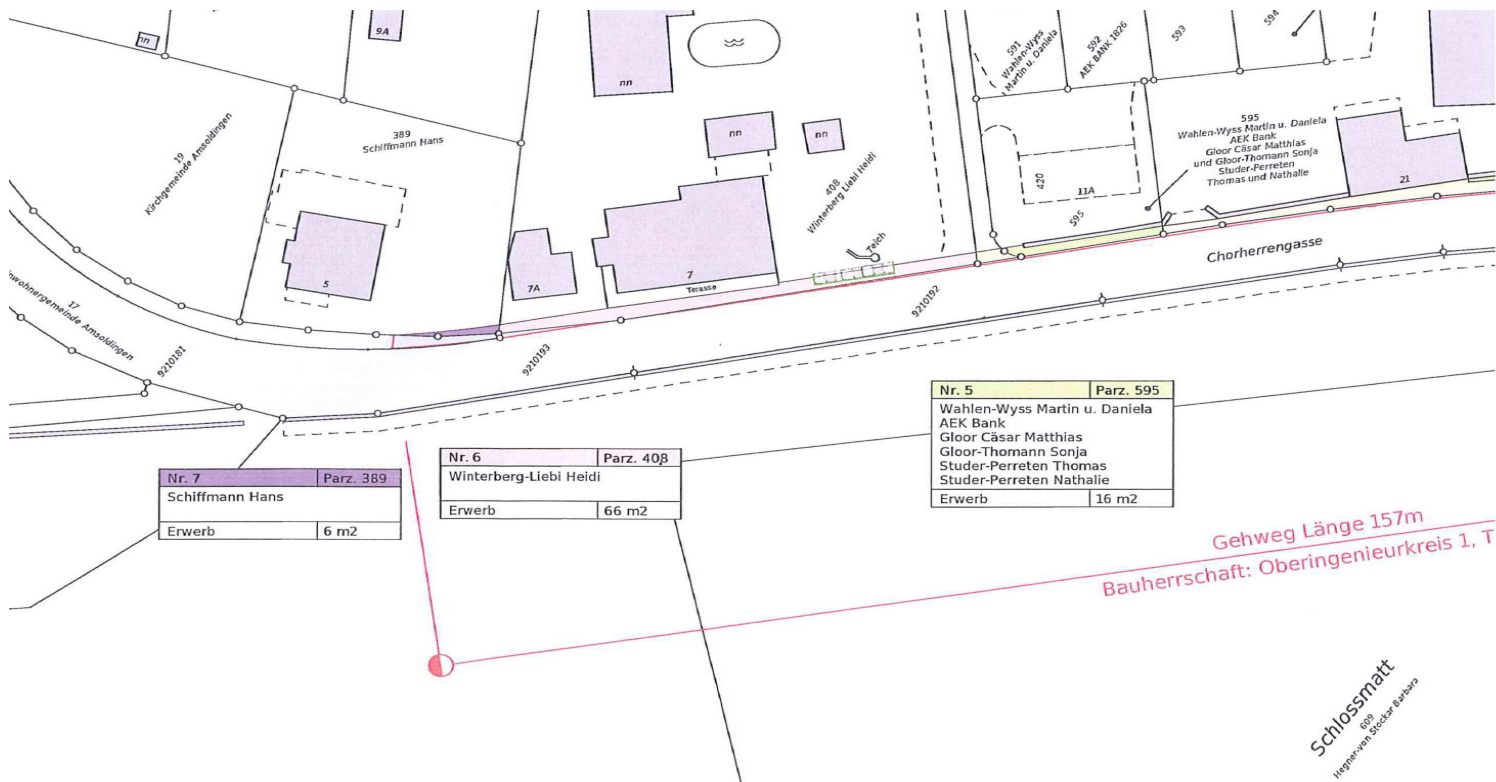 nn
9A
nn
591
Wahlen-Wyss
Martin u. Daniela
592
AEK BANK 1826
593
594
19
Kirchgemeinde Amsoldingen
389
Schiffmann Hans
nn
nn
408
Winterberg Liebi Heidi
595
Wahlen-Wyss Martin u. Daniela
AEK Bank
Gloor Cäsar Matthias
und Gloor-Thomann Sonja
Studer-Perreten
Thomas und Nathalie
420
11A
595
21
5
7A
7
Terasse
Teich
Chorherrengasse
17
nwohnergemeinde Amsoldingen
9210181
9210193
9210192
Nr. 7 Parz. 389
Schiffmann Hans
Erwerb 6 m2
Nr. 6 Parz. 408
Winterberg-Liebi Heidi
Erwerb 66 m2
Nr. 5 Parz. 595
Wahlen-Wyss Martin u. Daniela
AEK Bank
Gloor Cäsar Matthias
Gloor-Thomann Sonja
Studer-Perreten Thomas
Studer-Perreten Nathalie
Erwerb 16 m2
Gehweg Länge 157m
Bauherrschaft: Oberingenieurkreis 1, T
Schlossmatt
609
Hegner-von Stockar Barbara